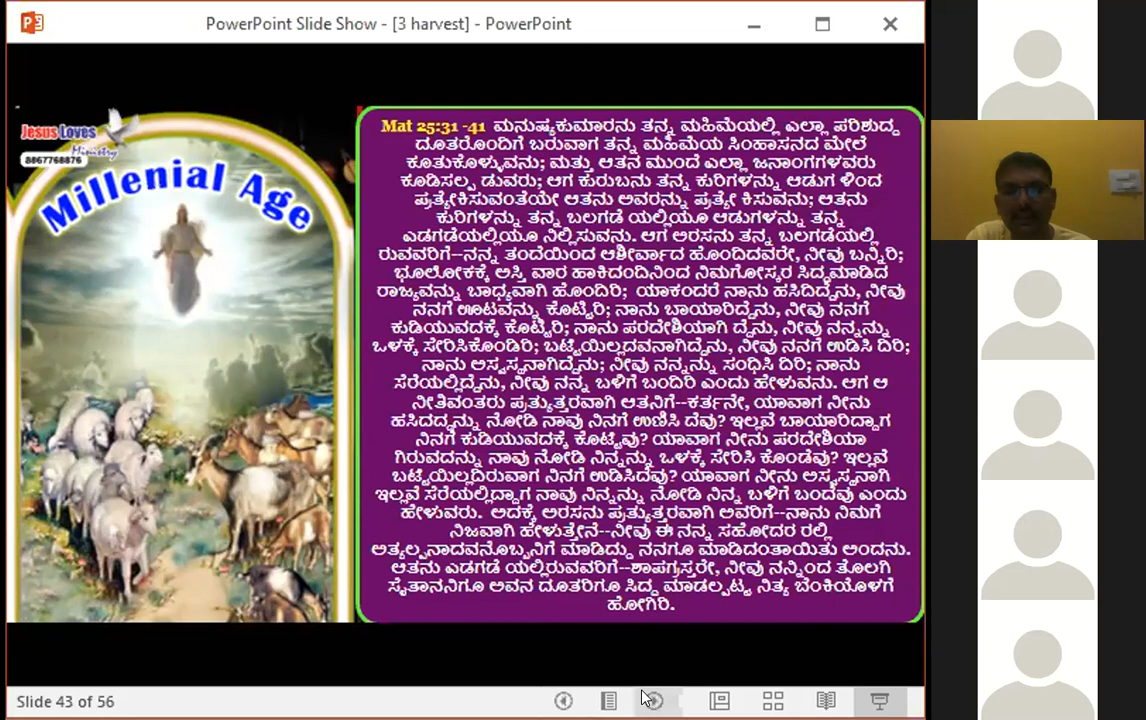 PowerPoint Slide Show - [3 harvest] - PowerPoint
Jesus Loves
Ministry
8867768876
Millenial Age
Mat 25:31 -41 ಮನುಷ್ಯಕುಮಾರನು ತನ್ನ ಮಹಿಮೆಯಲ್ಲಿ ಎಲ್ಲಾ ಪರಿಶುದ್ಧ
ದೂತರೊಂದಿಗೆ ಬರುವಾಗ ತನ್ನ ಮಹಿಮೆಯ ಸಿಂಹಾಸನದ ಮೇಲೆ
ಕೂತುಕೊಳ್ಳುವನು; ಮತ್ತು ಆತನ ಮುಂದೆ ಎಲ್ಲಾ ಜನಾಂಗಗಳವರು
ಕೂಡಿಸಲ್ಪ ಡುವರು; ಆಗ ಕುರುಬನು ತನ್ನ ಕುರಿಗಳನ್ನು ಆಡುಗ ಳಿಂದ
ಪ್ರತ್ಯೇಕಿಸುವಂತೆಯೇ ಆತನು ಅವರನ್ನು ಪ್ರತ್ಯೇ ಕಿಸುವನು; ಆತನು
ಕುರಿಗಳನ್ನು ತನ್ನ ಬಲಗಡೆ ಯಲ್ಲಿಯೂ ಆಡುಗಳನ್ನು ತನ್ನ
ಎಡಗಡೆಯಲ್ಲಿಯೂ ನಿಲ್ಲಿಸುವನು. ಆಗ ಅರಸನು ತನ್ನ ಬಲಗಡೆಯಲ್ಲಿ
ರುವವರಿಗೆ--ನನ್ನ ತಂದೆಯಿಂದ ಆಶೀರ್ವಾದ ಹೊಂದಿದವರೇ, ನೀವು ಬನ್ನಿರಿ;
ಭೂಲೋಕಕ್ಕೆ ಅಸ್ತಿ ವಾರ ಹಾಕಿದಂದಿನಿಂದ ನಿಮಗೋಸ್ಕರ ಸಿದ್ಧಮಾಡಿದ
ರಾಜ್ಯವನ್ನು ಬಾಧ್ಯವಾಗಿ ಹೊಂದಿರಿ; ಯಾಕಂದರೆ ನಾನು ಹಸಿದಿದ್ದೆನು, ನೀವು
ನನಗೆ ಊಟವನ್ನು ಕೊಟ್ಟಿರಿ; ನಾನು ಬಾಯಾರಿದ್ದೆನು, ನೀವು ನನಗೆ
ಕುಡಿಯುವದಕ್ಕೆ ಕೊಟ್ಟಿರಿ; ನಾನು ಪರದೇಶಿಯಾಗಿ ದ್ದೆನು, ನೀವು ನನ್ನನ್ನು
ಒಳಕ್ಕೆ ಸೇರಿಸಿಕೊಂಡಿರಿ; ಬಟ್ಟೆಯಿಲ್ಲದವನಾಗಿದ್ದೆನು, ನೀವು ನನಗೆ ಉಡಿಸಿ ದಿರಿ;
ನಾನು ಅಸ್ವಸ್ಥನಾಗಿದ್ದೆನು; ನೀವು ನನ್ನನ್ನು ಸಂಧಿಸಿ ದಿರಿ; ನಾನು
ಸೆರೆಯಲ್ಲಿದ್ದೆನು, ನೀವು ನನ್ನ ಬಳಿಗೆ ಬಂದಿರಿ ಎಂದು ಹೇಳುವನು. ಆಗ ಆ
ನೀತಿವಂತರು ಪ್ರತ್ಯುತ್ತರವಾಗಿ ಆತನಿಗೆ--ಕರ್ತನೇ, ಯಾವಾಗ ನೀನು
ಹಸಿದದ್ದನ್ನು ನೋಡಿ ನಾವು ನಿನಗೆ ಉಣಿಸಿ ದೆವು? ಇಲ್ಲವೆ ಬಾಯಾರಿದ್ದಾಗ
ನಿನಗೆ ಕುಡಿಯುವದಕ್ಕೆ ಕೊಟ್ಟೆವು? ಯಾವಾಗ ನೀನು ಪರದೇಶಿಯಾ
ಗಿರುವದನ್ನು ನಾವು ನೋಡಿ ನಿನ್ನನ್ನು ಒಳಕ್ಕೆ ಸೇರಿಸಿ ಕೊಂಡೆವು? ಇಲ್ಲವೆ
ಬಟ್ಟೆಯಿಲ್ಲದಿರುವಾಗ ನಿನಗೆ ಉಡಿಸಿದೆವು? ಯಾವಾಗ ನೀನು ಅಸ್ವಸ್ಥನಾಗಿ
ಇಲ್ಲವೆ ಸೆರೆಯಲ್ಲಿದ್ದಾಗ ನಾವು ನಿನ್ನನ್ನು ನೋಡಿ ನಿನ್ನ ಬಳಿಗೆ ಬಂದೆವು ಎಂದು
ಹೇಳುವರು. ಅದಕ್ಕೆ ಅರಸನು ಪ್ರತ್ಯುತ್ತರವಾಗಿ ಅವರಿಗೆ--ನಾನು ನಿಮಗೆ
ನಿಜವಾಗಿ ಹೇಳುತ್ತೇನೆ--ನೀವು ಈ ನನ್ನ ಸಹೋದರ ರಲ್ಲಿ
ಅತ್ಯಲ್ಪನಾದವನೊಬ್ಬನಿಗೆ ಮಾಡಿದ್ದು ನನಗೂ ಮಾಡಿದಂತಾಯಿತು ಅಂದನು.
ಆತನು ಎಡಗಡೆ ಯಲ್ಲಿರುವವರಿಗೆ--ಶಾಪಗ್ರಸ್ತರೇ, ನೀವು ನನ್ನಿಂದ ತೊಲಗಿ
ಸೈತಾನನಿಗೂ ಅವನ ದೂತರಿಗೂ ಸಿದ್ಧ ಮಾಡಲ್ಪಟ್ಟ ನಿತ್ಯ ಬೆಂಕಿಯೊಳಗೆ
ಹೋಗಿರಿ.
Slide 43 of 56